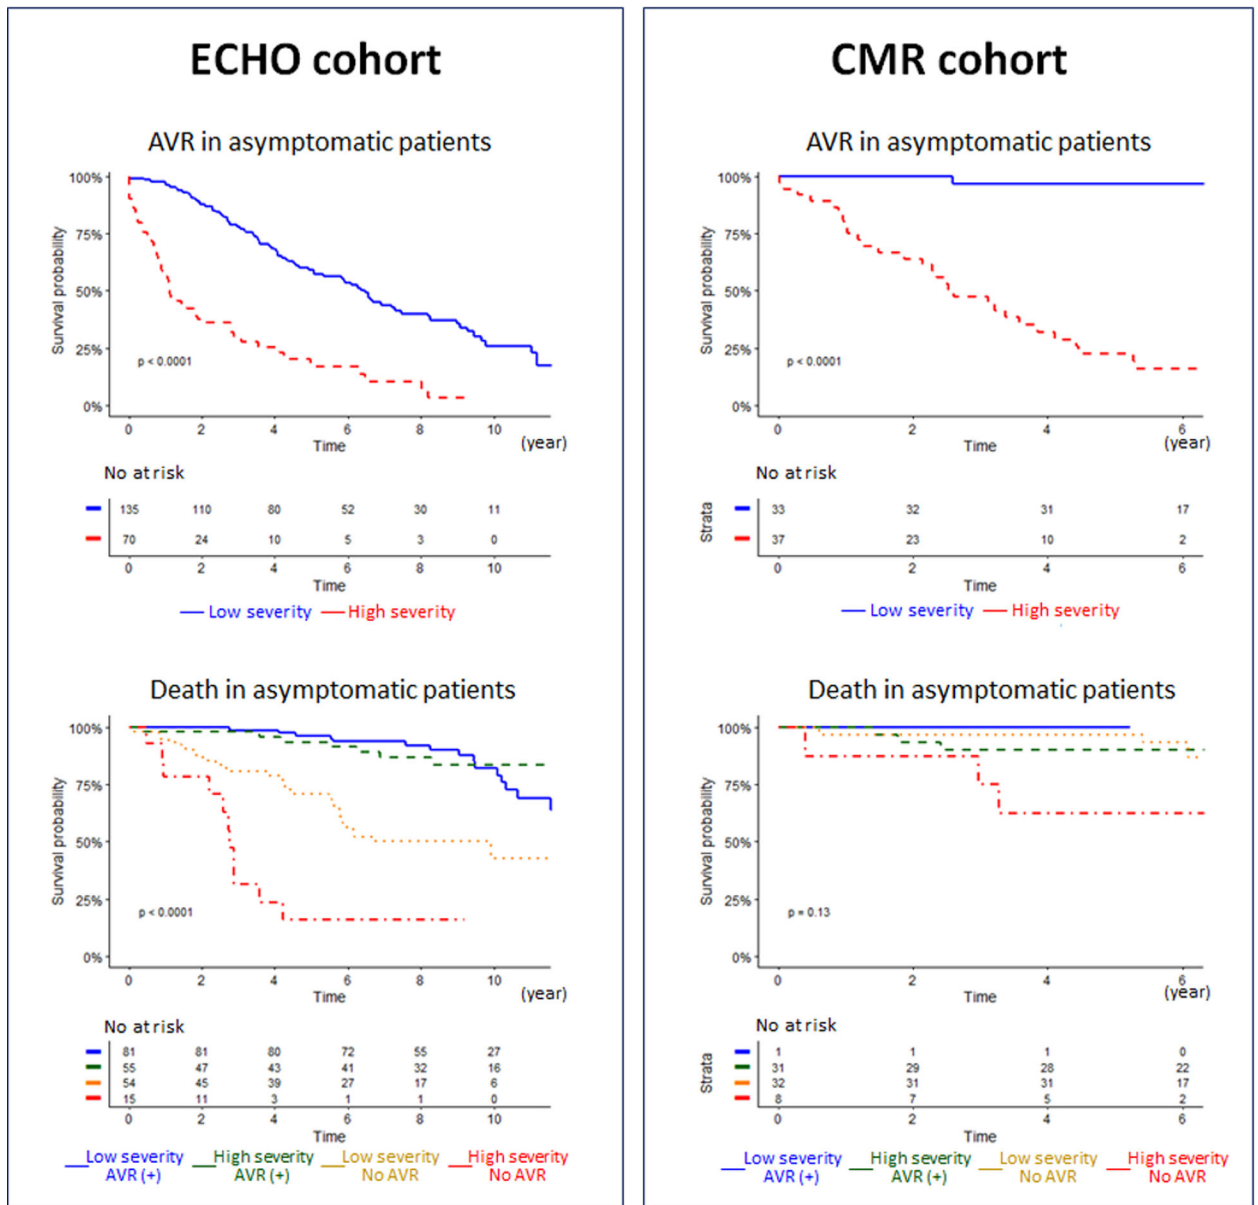 ECHO cohort
AVR in asymptomatic patients
100%
75%
50%
25%
0%
Survival probability
p < 0.0001
0 2 4 6 8 10
Time
(year)
No at risk
135 110 80 52 30 11
70 24 10 5 3 0
0 2 4 6 8 10
Time
Low severity High severity
Death in asymptomatic patients
100%
75%
50%
25%
0%
Survival probability
p < 0.0001
0 2 4 6 8 10
Time
(year)
No at risk
81 81 80 72 55 27
55 47 43 41 32 16
54 45 39 27 17 6
15 11 3 1 1 0
0 2 4 6 8 10
Time
Low severity AVR (+)
High severity AVR (+)
Low severity No AVR
High severity No AVR
CMR cohort
AVR in asymptomatic patients
100%
75%
50%
25%
0%
Survival probability
p < 0.0001
0 2 4 6
Time
(year)
No at risk
Strata
33 32 31 17
37 23 10 2
0 2 4 6
Time
Low severity High severity
Death in asymptomatic patients
100%
75%
50%
25%
0%
Survival probability
p = 0.13
0 2 4 6
Time
(year)
No at risk
Strata
1 1 1 0
31 29 28 22
32 31 31 17
8 7 5 2
0 2 4 6
Time
Low severity AVR (+)
High severity AVR (+)
Low severity No AVR
High severity No AVR